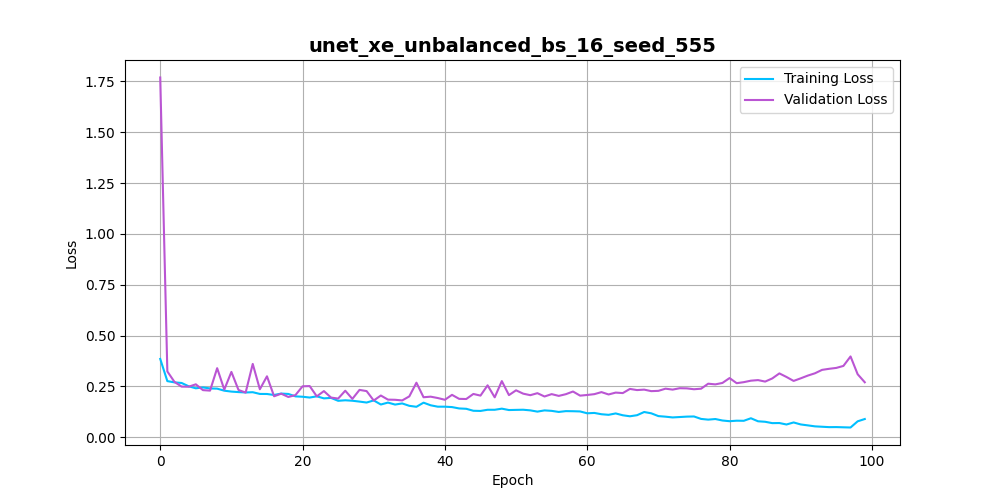 unet_xe_unbalanced_bs_16_seed_555
Training Loss
Validation Loss
1.75
1.50
1.25
1.00
0.75
0.50
0.25
0.00
Loss
0 20 40 60 80 100
Epoch